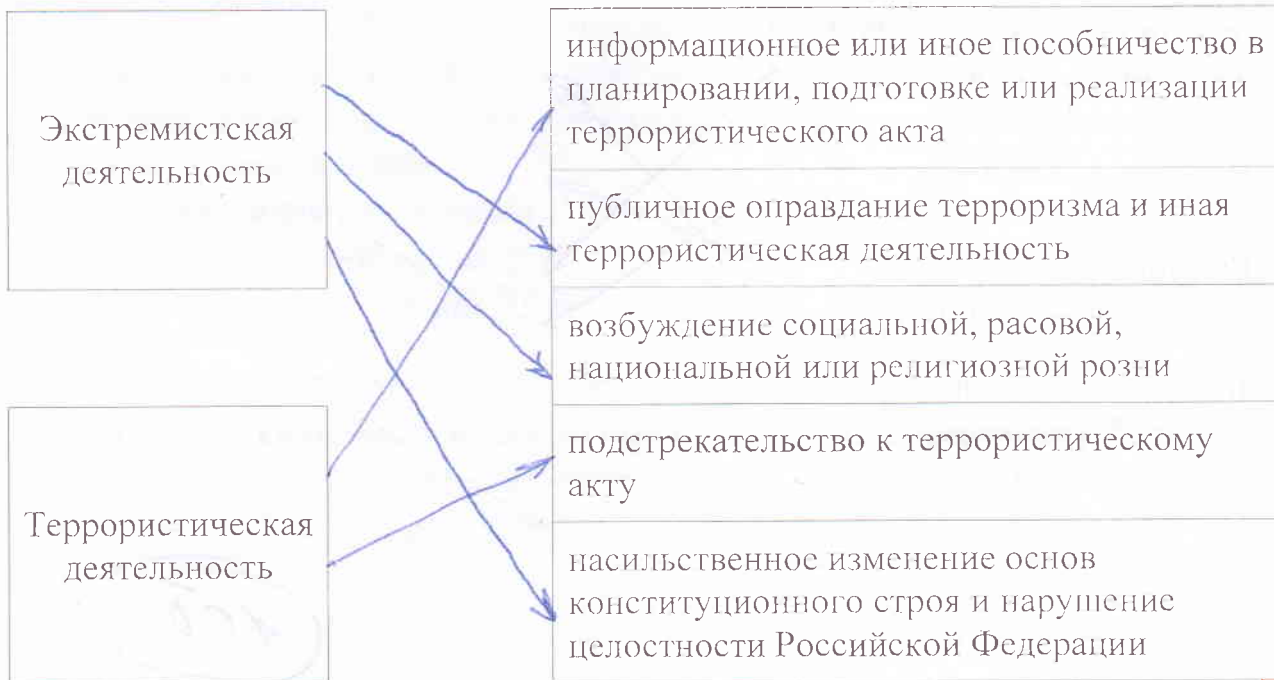 Экстремистская
деятельность
Террористическая
деятельность
информационное или иное пособничество в
планировании, подготовке или реализации
террористического акта
публичное оправдание терроризма и иная
террористическая деятельность
возбуждение социальной, расовой,
национальной или религиозной розни
подстрекательство к террористическому
акту
насильственное изменение основ
конституционного строя и нарушение
целостности Российской Федерации